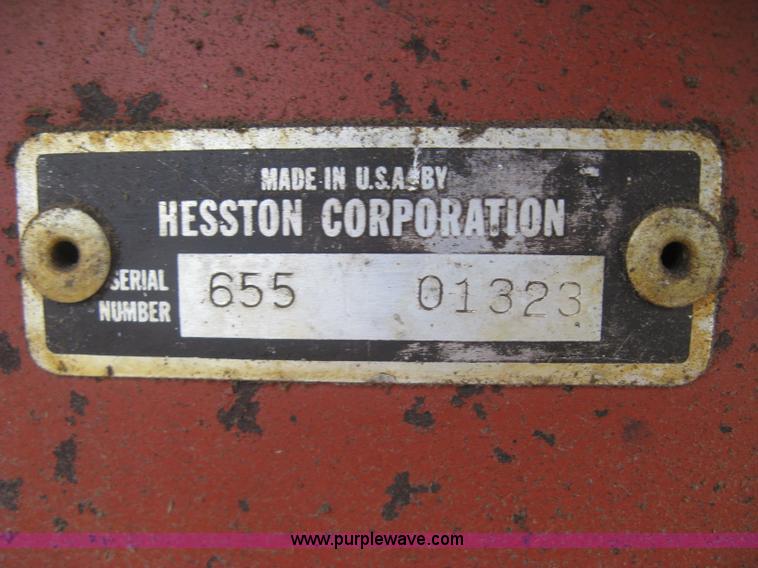 MADE IN U.S.A. BY
HESSTON CORPORATION
SERIAL
NUMBER
655 01323
www.purplewave.com